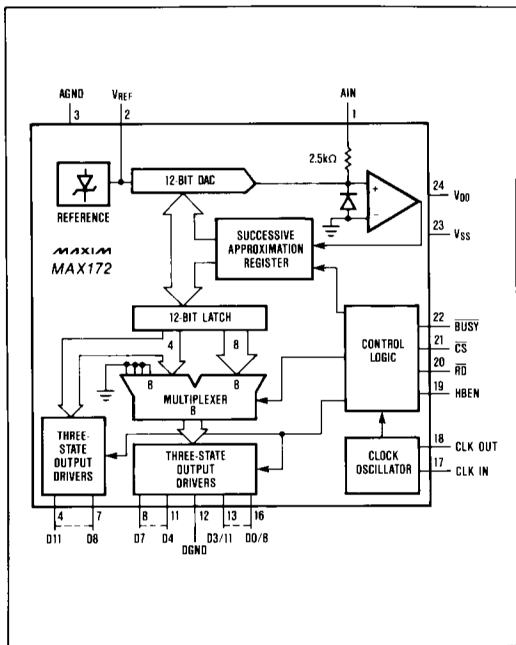 AGND
VREF
AIN
3
2
1
2.5kΩ
12-BIT DAC
+
−
REFERENCE
24
VDD
23
VSS
MAXIM
MAX172
SUCCESSIVE
APPROXIMATION
REGISTER
12-BIT LATCH
4
8
8
8
MULTIPLEXER
8
CONTROL
LOGIC
22
BUSY
21
CS
20
RD
19
HBEN
THREE-STATE
OUTPUT
DRIVERS
THREE-STATE
OUTPUT
DRIVERS
CLOCK
OSCILLATOR
18
CLK OUT
17
CLK IN
4
7
8
11
12
13
16
D11
D8
D7
D4
DGND
D3/11
D0/8